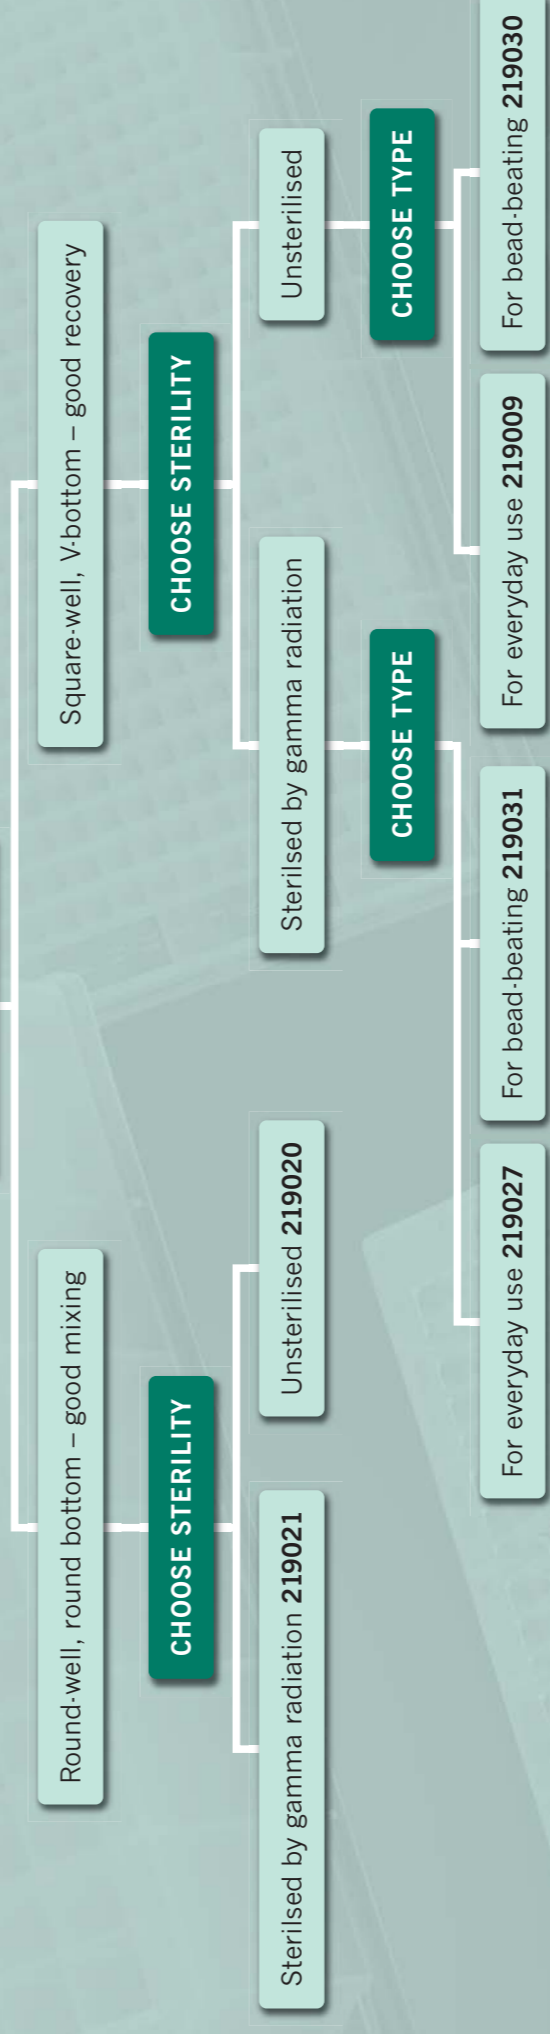 Round-well, round bottom – good mixing
Square-well, V-bottom – good recovery
CHOOSE STERILITY
CHOOSE STERILITY
Sterilsed by gamma radiation 219021
Unsterilised 219020
Sterilsed by gamma radiation
Unsterilised
CHOOSE TYPE
CHOOSE TYPE
For everyday use 219027
For bead-beating 219031
For everyday use 219009
For bead-beating 219030